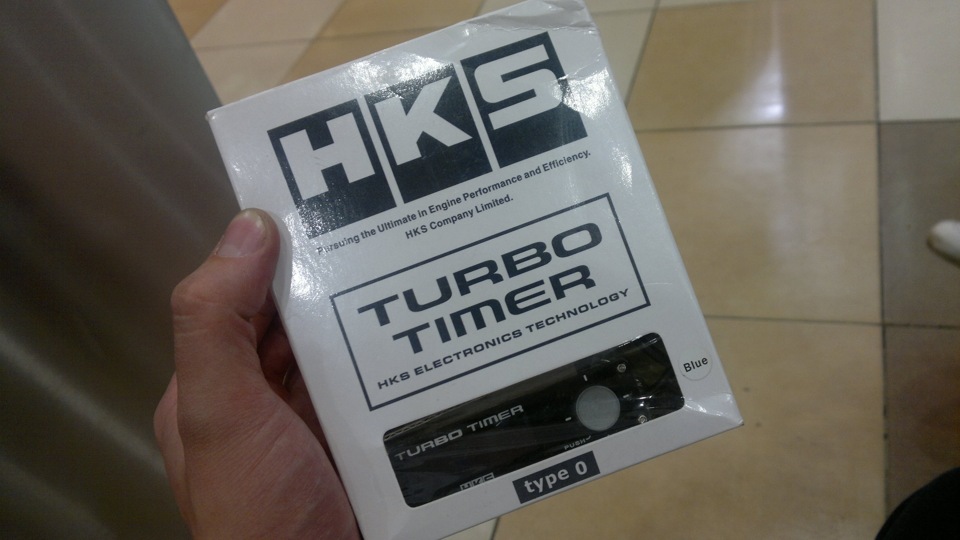 HKS
Pursuing the Ultimate in Engine Performance and Efficiency.
HKS Company Limited.
TURBO
TIMER
HKS ELECTRONICS TECHNOLOGY
Blue
TURBO TIMER
PUSH
type 0